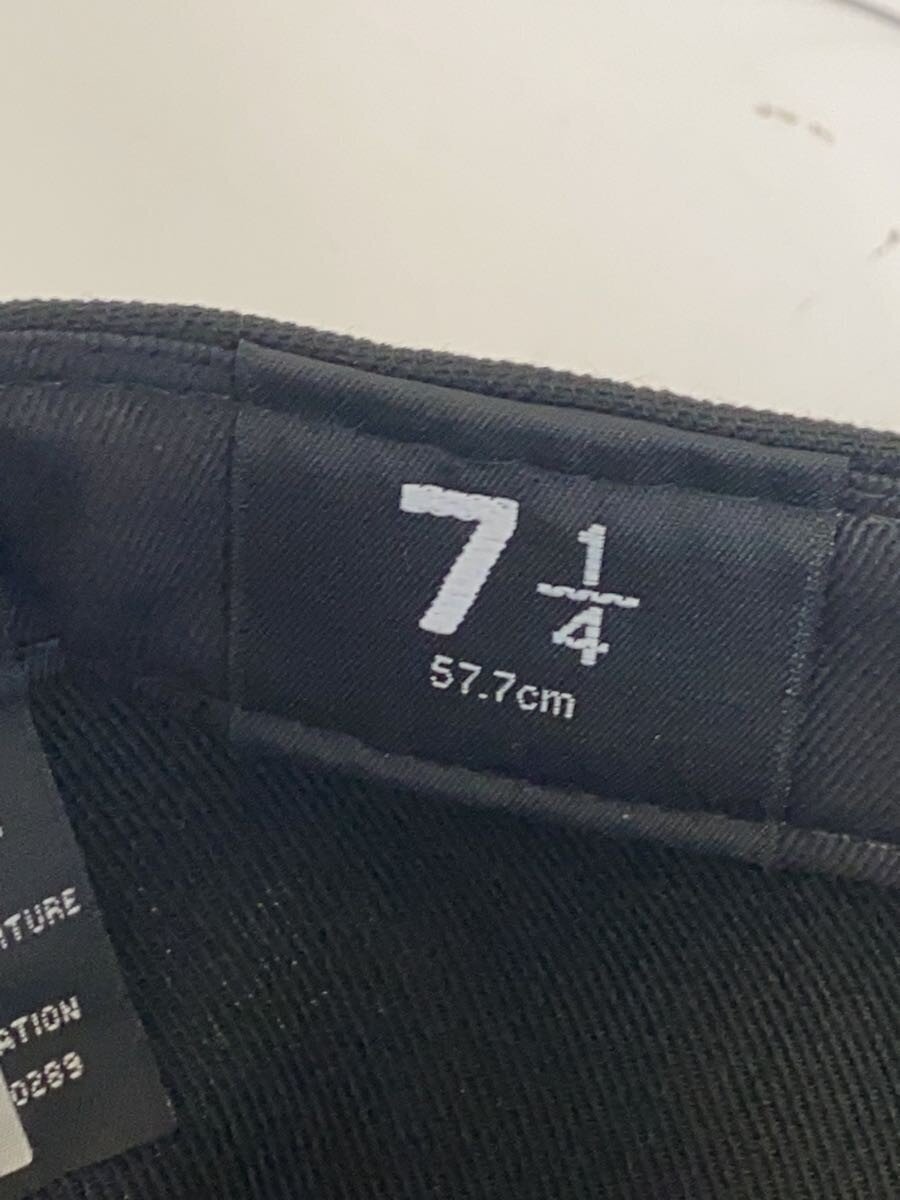 7 1/4
57.7cm
ITURE
ATION
0289